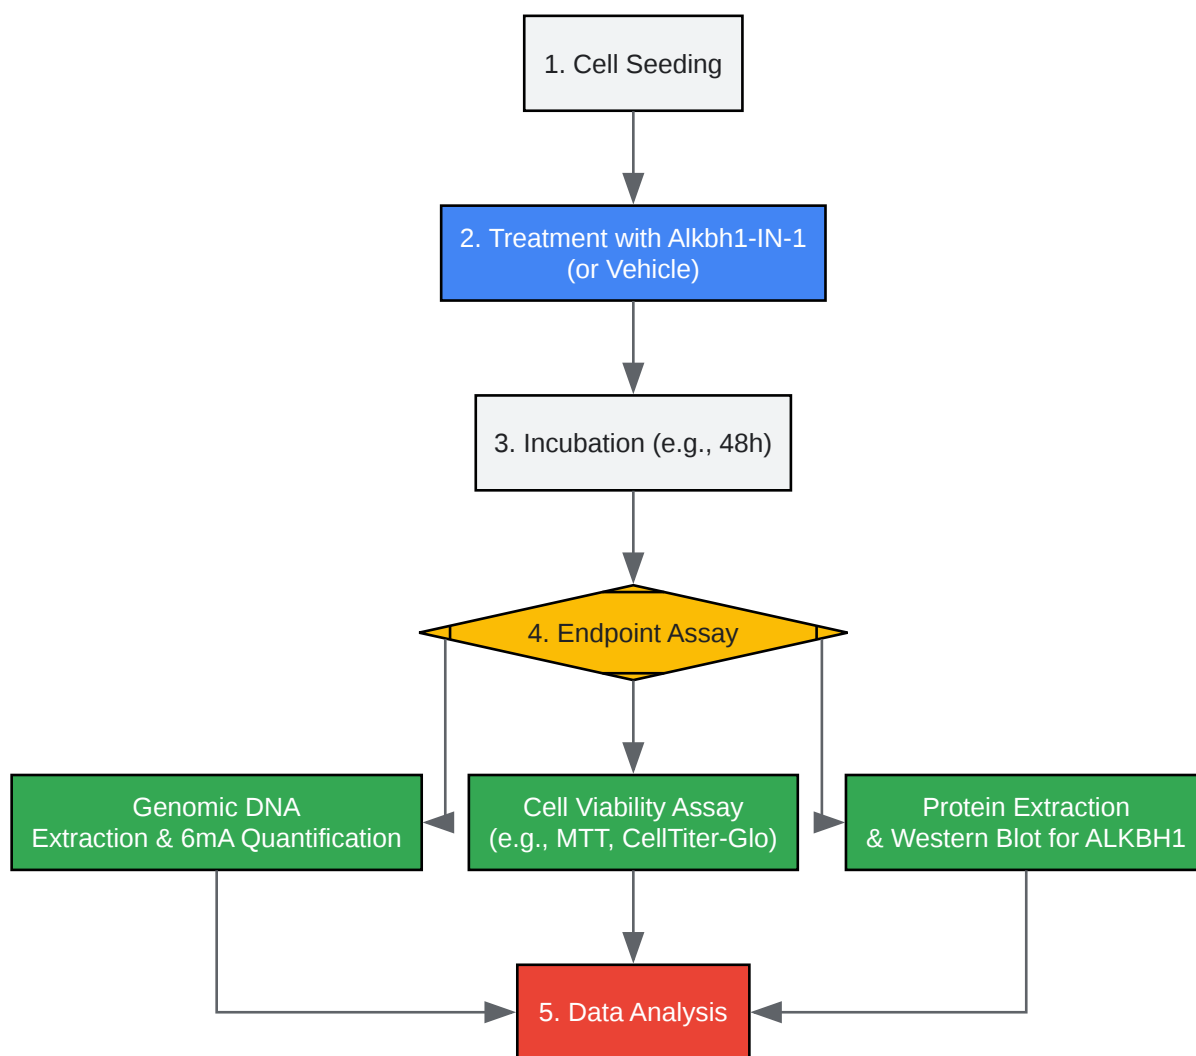 1. Cell Seeding
2. Treatment with Alkbh1-IN-1
(or Vehicle)
3. Incubation (e.g., 48h)
4. Endpoint Assay
Genomic DNA
Extraction & 6mA Quantification
Cell Viability Assay
(e.g., MTT, CellTiter-Glo)
Protein Extraction
& Western Blot for ALKBH1
5. Data Analysis